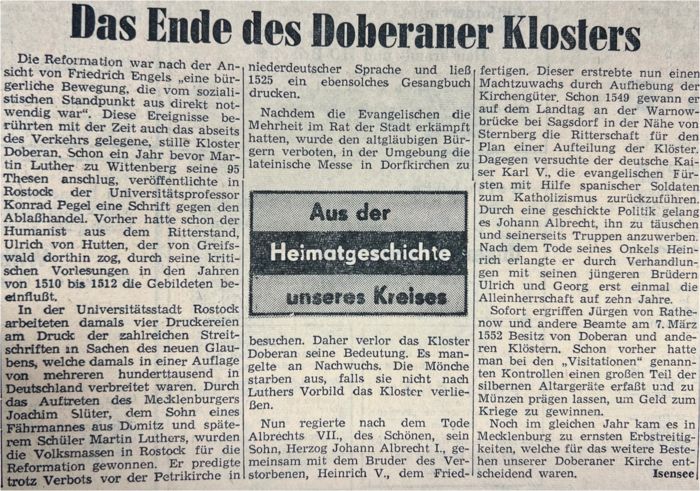 Das Ende des Doberaner Klosters
Die Reformation war nach der An-
sicht von Friedrich Engels „eine bür-
gerliche Bewegung, die vom sozia-
istischen Standpunkt aus direkt not-
wendig war“. Diese Ereignisse be-
rührten mit der Zeit auch das abseits
des Verkehrs gelegene, stille Kloster
Doberan. Schon ein Jahr bevor Mar-
tin Luther zu Wittenberg seine 95
Thesen anschlug, veröffentlichte in
Rostock der Universitätsprofessor
Konrad Pegel eine Schrift gegen den
Ablaßhandel. Vorher hatte schon der
Humanist aus dem Ritterstand,
Ulrich von Hutten, der von Greifs-
wald dorthin zog, durch seine kriti-
schen Vorlesungen in den Jahren
von 1510 bis 1512 die Gebildeten be-
einflußt.
In der Universitätsstadt Rostock
arbeiteten damals vier Druckereien
am Druck der zahlreichen Streit-
schriften in Sachen des neuen Glau-
bens, welche damals in einer Auflage
von mehreren hunderttausend in
Deutschland verbreitet waren. Durch
das Auftreten des Mecklenburgers
Joachim Slüter, dem Sohn eines
Fährmannes aus Dömitz und späte-
rem Schüler Martin Luthers, wurden
die Volksmassen in Rostock für die
Reformation gewonnen. Er predigte
trotz Verbots vor der Petrikirche in
niederdeutscher Sprache und ließ
1525 ein ebensolches Gesangbuch
drucken.
Nachdem die Evangelischen die
Mehrheit im Rat der Stadt erkämpft
hatten, wurde den altgläubigen Bür-
gern verboten, in der Umgebung die
lateinische Messe in Dorfkirchen zu
Aus der
Heimatgeschichte
unseres Kreises
besuchen. Daher verlor das Kloster
Doberan seine Bedeutung. Es man-
gelte an Nachwuchs. Die Mönche
starben aus, falls sie nicht nach
Luthers Vorbild das Kloster verlie-
ßen.
Nun regierte nach dem Tode
Albrechts VII., des Schönen, sein
Sohn, Herzog Johann Albrecht I., ge-
meinsam mit dem Bruder des Ver-
storbenen, Heinrich V., dem Fried-
fertigen. Dieser erstrebte nun einen
Machtzuwachs durch Aufhebung der
Kirchengüter. Schon 1549 gewann er
auf dem Landtag an der Warnow-
brücke bei Sagsdorf in der Nähe von
Sternberg die Ritterschaft für den
Plan einer Aufteilung der Klöster.
Dagegen versuchte der deutsche Kai-
ser Karl V., die evangelischen Für-
sten mit Hilfe spanischer Soldaten
zum Katholizismus zurückzuführen.
Durch eine geschickte Politik gelang
es Johann Albrecht, ihn zu täuschen
und seinerseits Truppen anzuwerben.
Nach dem Tode seines Onkels Hein-
rich erlangte er durch Verhandlun-
gen mit seinen jüngeren Brüdern
Ulrich und Georg erst einmal die
Alleinherrschaft auf zehn Jahre.
Sofort ergriffen Jürgen von Rathe-
now und andere Beamte am 7. März
1552 Besitz von Doberan und ande-
ren Klöstern. Schon vorher hatte
man bei den „Visitationen“ genann-
ten Kontrollen einen großen Teil der
silbernen Altargeräte erfaßt und zu
Münzen prägen lassen, um Geld zum
Kriege zu gewinnen.
Noch im gleichen Jahr kam es in
Mecklenburg zu ernsten Erbstreitig-
keiten, welche für das weitere Beste-
hen unserer Doberaner Kirche ent-
scheidend waren. Isensee